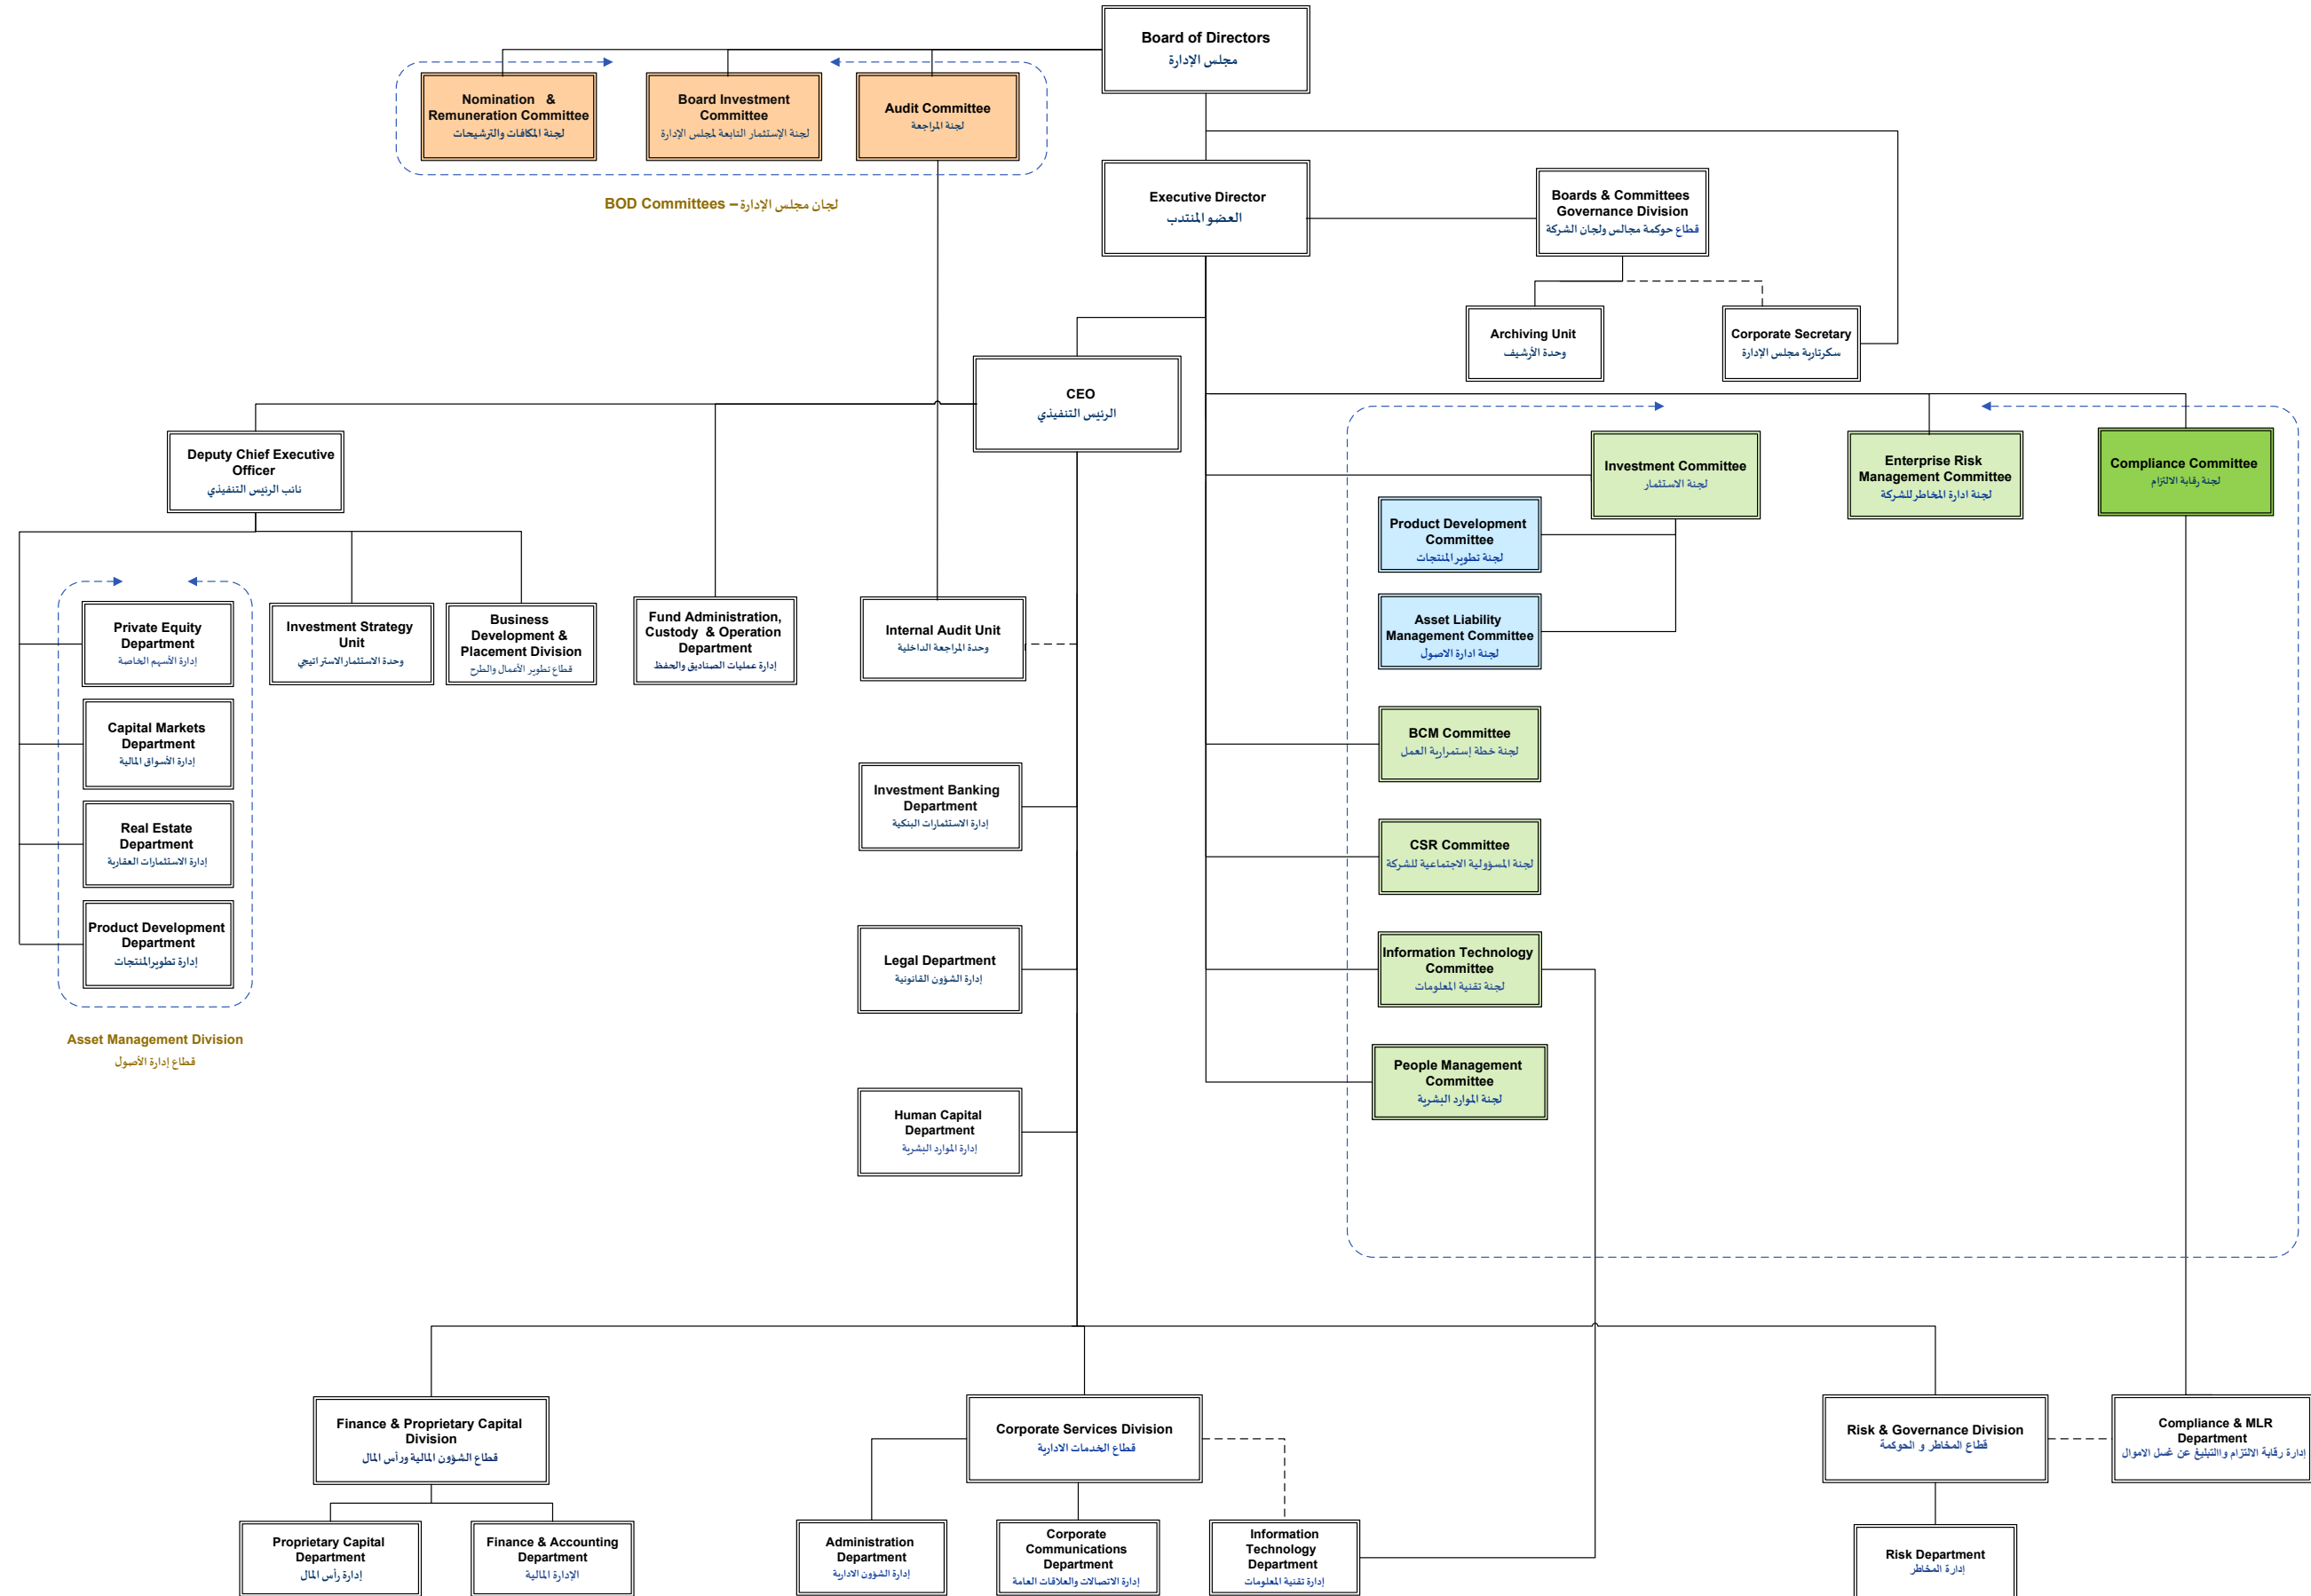 Board of Directors
مجلس الإدارة
Nomination & 
Remuneration Committee
لجنة المكافات والترشيحات
Board Investment
Committee
لجنة الإستثمار التابعة لمجلس الإدارة
Audit Committee
لجنة المراجعة
BOD Committees – لجان مجلس الإدارة
Executive Director
العضو المنتدب
Boards & Committees
Governance Division
قطاع حوكمة مجالس ولجان الشركة
Archiving Unit
وحدة الأرشيف
Corporate Secretary
سكرتارية مجلس الإدارة
CEO
الرئيس التنفيذي
Deputy Chief Executive
Officer
نائب الرئيس التنفيذي
Investment Committee
لجنة الاستثمار
Enterprise Risk
Management Committee
لجنة ادارة المخاطر للشركة
Compliance Committee
لجنة رقابة الالتزام
Product Development
Committee
لجنة تطوير المنتجات
Asset Liability
Management Committee
لجنة ادارة الاصول
Private Equity
Department
إدارة الأسهم الخاصة
Investment Strategy
Unit
وحدة الاستثمار الاستراتيجي
Business
Development &
Placement Division
قطاع تطوير الأعمال والطرح
Fund Administration,
Custody & Operation
Department
إدارة عمليات الصناديق والحفظ
Internal Audit Unit
وحدة المراجعة الداخلية
Capital Markets
Department
إدارة الأسواق المالية
BCM Committee
لجنة خطة إستمرارية العمل
Investment Banking
Department
إدارة الاستثمارات البنكية
Real Estate
Department
إدارة الاستثمارات العقارية
CSR Committee
لجنة المسؤولية الاجتماعية للشركة
Product Development
Department
إدارة تطوير المنتجات
Legal Department
إدارة الشؤون القانونية
Information Technology
Committee
لجنة تقنية المعلومات
Asset Management Division
قطاع إدارة الأصول
People Management
Committee
لجنة الموارد البشرية
Human Capital
Department
إدارة الموارد البشرية
Finance & Proprietary Capital
Division
قطاع الشؤون المالية ورأس المال
Corporate Services Division
قطاع الخدمات الادارية
Risk & Governance Division
قطاع المخاطر و الحوكمة
Compliance & MLR
Department
إدارة رقابة الالتزام واالتبليغ عن غسل الاموال
Proprietary Capital
Department
إدارة رأس المال
Finance & Accounting
Department
الإدارة المالية
Administration
Department
إدارة الشؤون الادارية
Corporate
Communications
Department
إدارة الاتصالات والعلاقات العامة
Information
Technology
Department
إدارة تقنية المعلومات
Risk Department
إدارة المخاطر